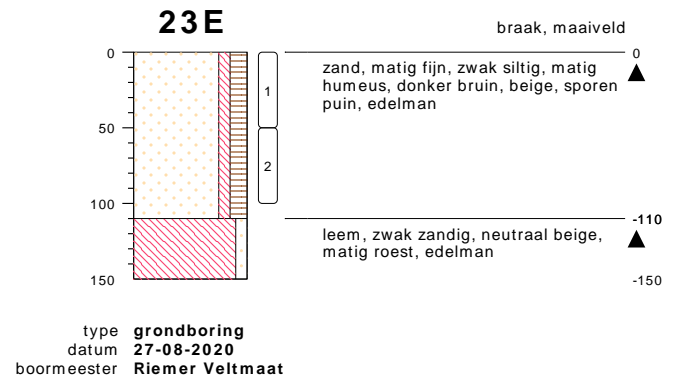 23E
braak, maaiveld
0
0
zand, matig fijn, zwak siltig, matig
humeus, donker bruin, beige, sporen
puin, edelman
1
50
2
100
-110
leem, zwak zandig, neutraal beige,
matig roest, edelman
150
-150
type grondboring
datum 27-08-2020
boormeester Riemer Veltmaat